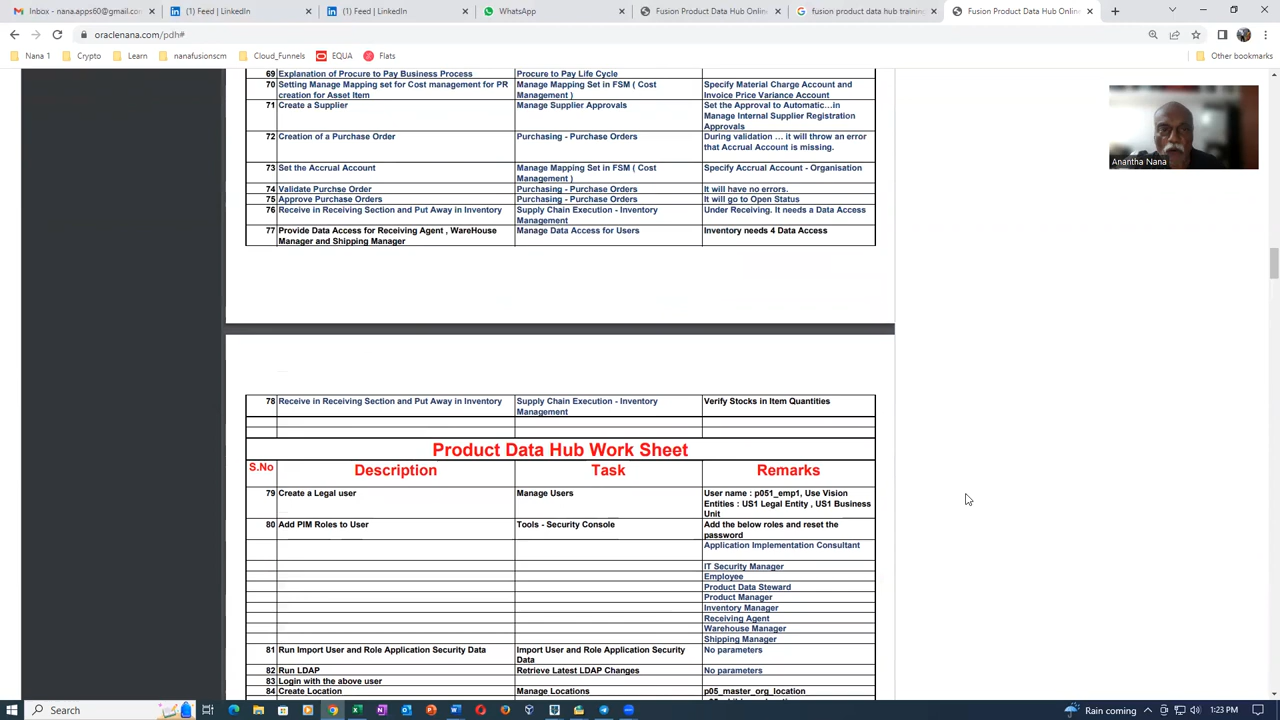 (1) Feed | LinkedIn
(1) Feed | LinkedIn
WhatsApp
Fusion Product Data Hub Online
fusion product data hub training
Fusion Product Data Hub Online
oraclenana.com/pdh#
Nana 1
Crypto
Learn
nanafusionscm
Cloud_Funnels
EQUA
Flats
Other bookmarks
69 Explanation of Procure to Pay Business Process Procure to Pay Life Cycle
70 Setting Manage Mapping set for Cost management for PR Manage Mapping Set in FSM ( Cost Specify Material Charge Account and
creation for Asset Item Management ) Invoice Price Variance Account
71 Create a Supplier Manage Supplier Approvals Set the Approval to Automatic...in
Manage Internal Supplier Registration
Approvals
72 Creation of a Purchase Order Purchasing - Purchase Orders During validation ... it will throw an error
that Accrual Account is missing.
73 Set the Accrual Account Manage Mapping Set in FSM ( Cost Specify Accrual Account - Organisation
Management )
74 Validate Purchse Order Purchasing - Purchase Orders It will have no errors.
75 Approve Purchase Orders Purchasing - Purchase Orders It will go to Open Status
76 Receive in Receiving Section and Put Away in Inventory Supply Chain Execution - Inventory Under Receiving. It needs a Data Access
Management
77 Provide Data Access for Receiving Agent , WareHouse Manage Data Access for Users Inventory needs 4 Data Access
Manager and Shipping Manager
Anantha Nana
78 Receive in Receiving Section and Put Away in Inventory Supply Chain Execution - Inventory Verify Stocks in Item Quantities
Management
Product Data Hub Work Sheet
S.No Description Task Remarks
79 Create a Legal user Manage Users User name : p051_emp1, Use Vision
Entities : US1 Legal Entity , US1 Business
Unit
80 Add PIM Roles to User Tools - Security Console Add the below roles and reset the
password
Application Implementation Consultant
IT Security Manager
Employee
Product Data Steward
Product Manager
Inventory Manager
Receiving Agent
Warehouse Manager
Shipping Manager
81 Run Import User and Role Application Security Data Import User and Role Application Security No parameters
Data
82 Run LDAP Retrieve Latest LDAP Changes No parameters
83 Login with the above user
84 Create Location Manage Locations p05_master_org_location
Search
Rain coming
1:23 PM